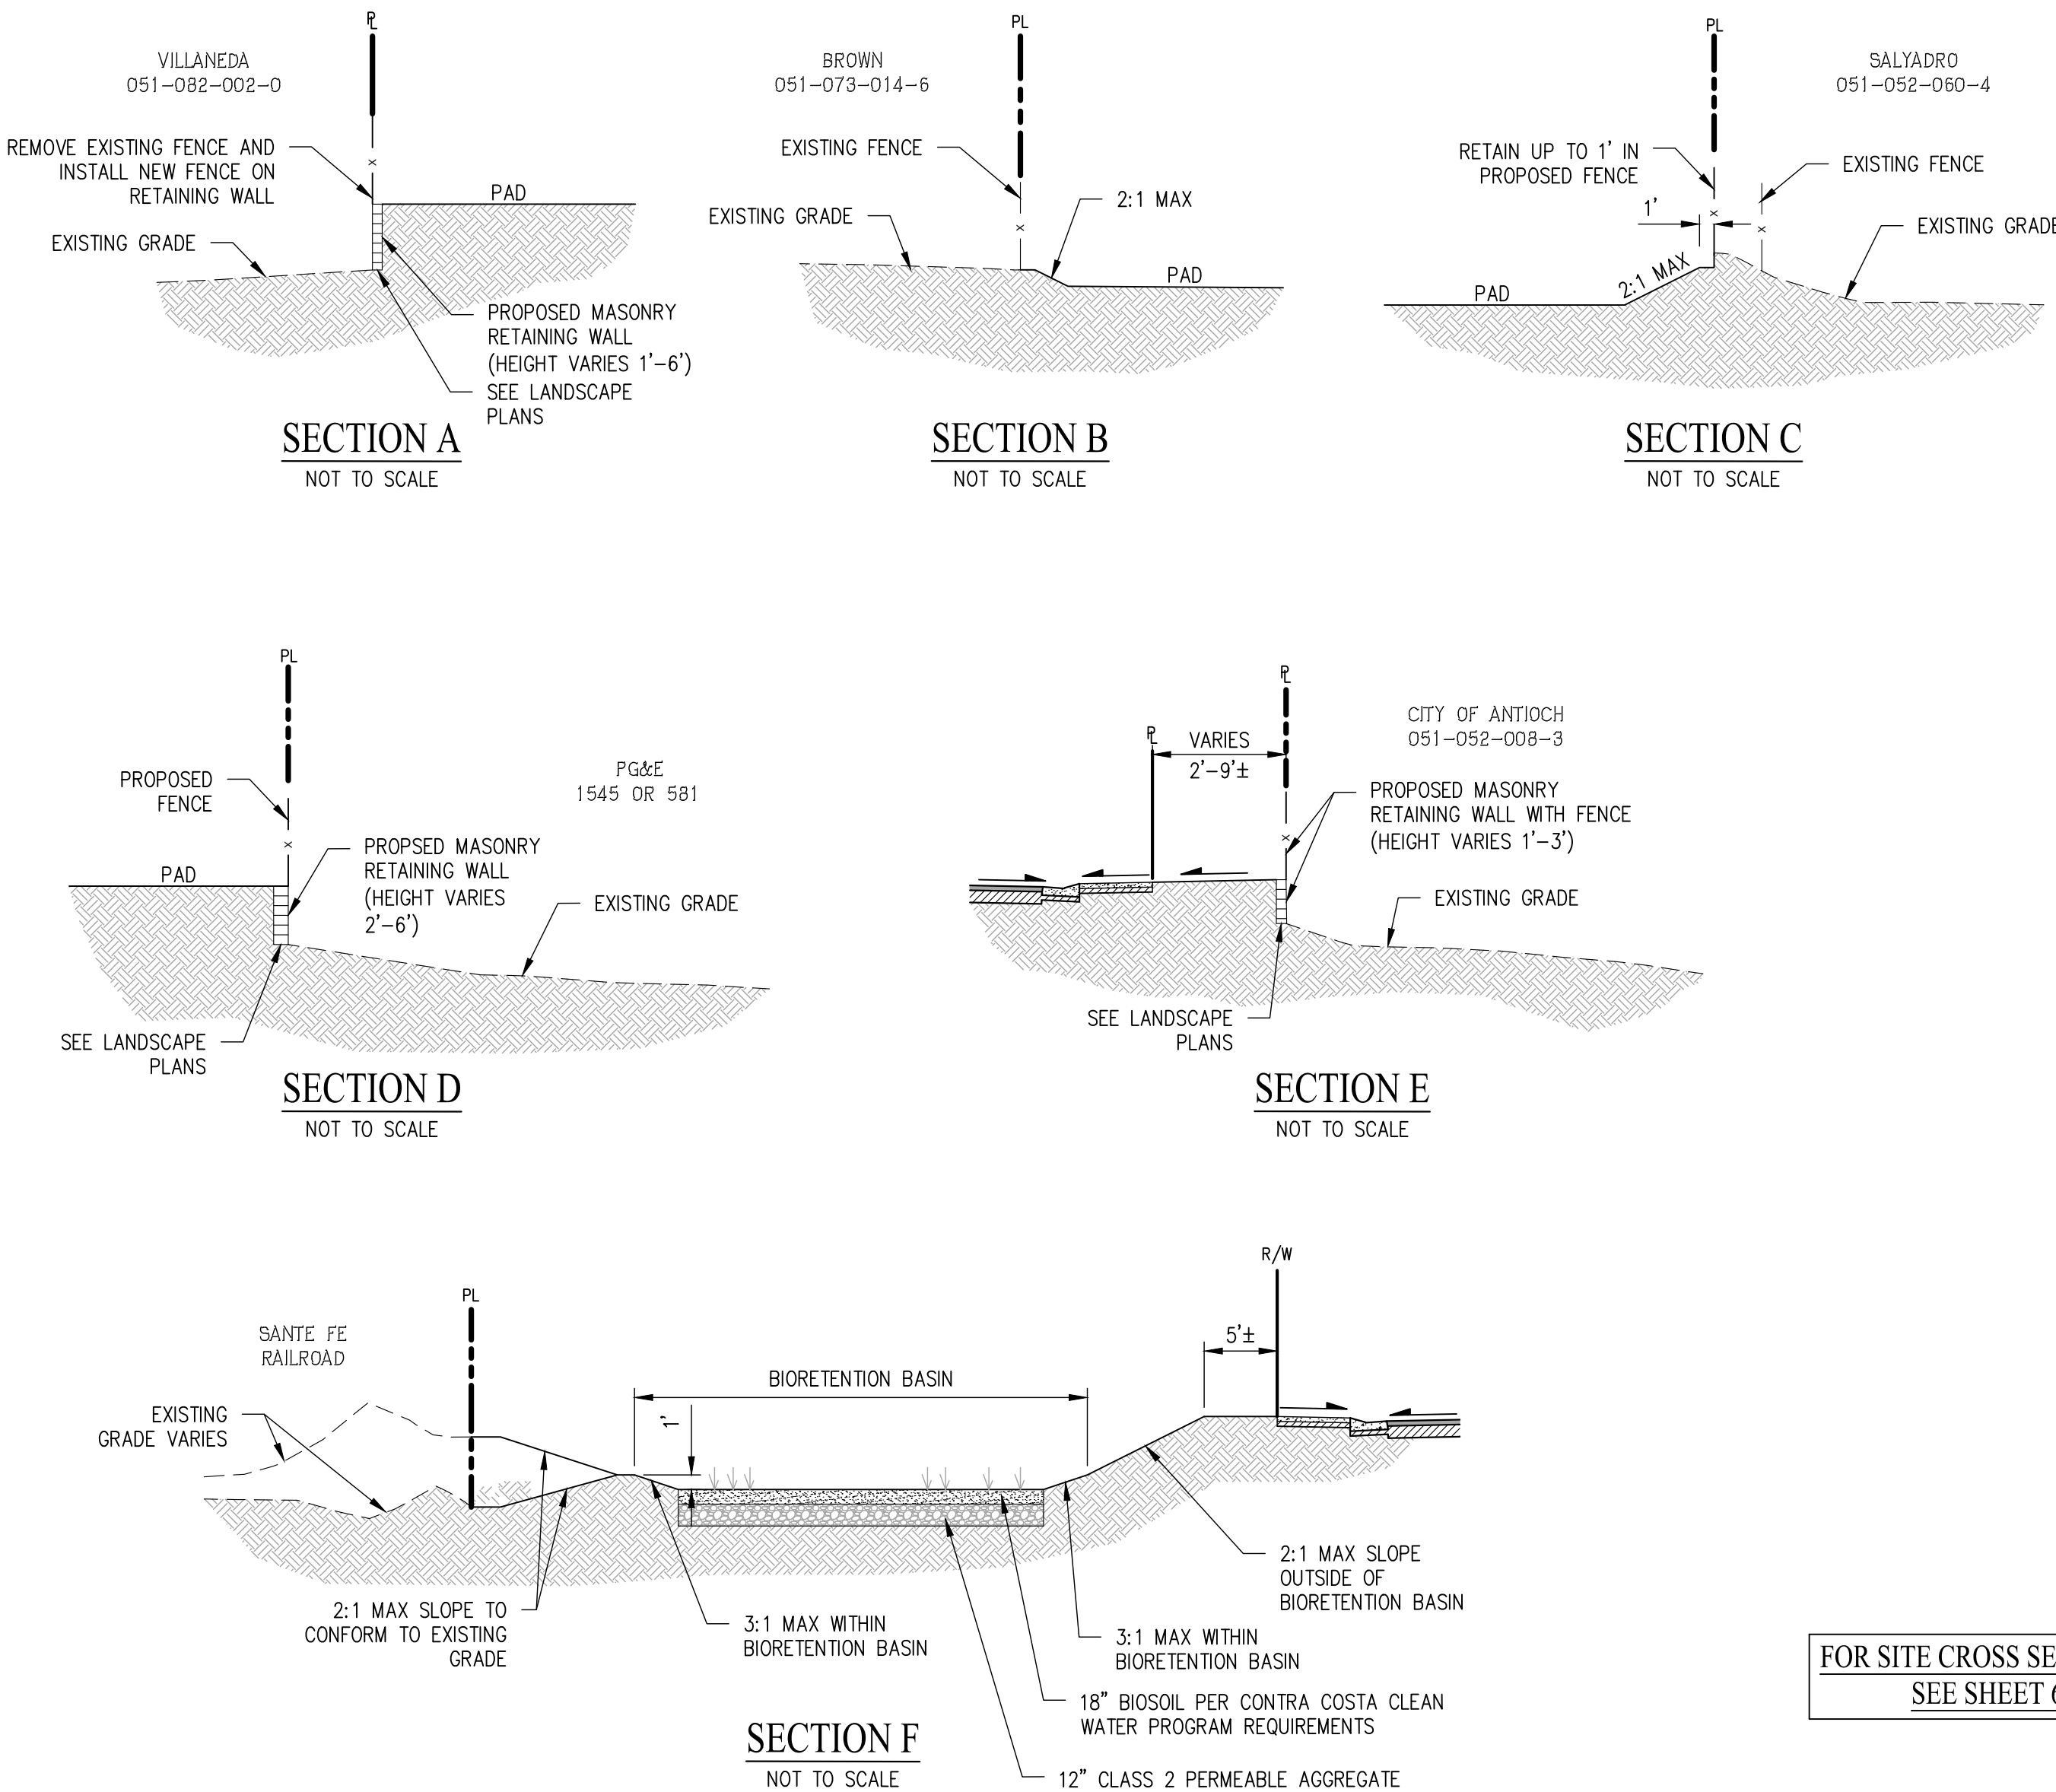 PL
VILLANEDA
051-082-002-0
REMOVE EXISTING FENCE AND
INSTALL NEW FENCE ON
RETAINING WALL
X
PAD
EXISTING GRADE
PROPOSED MASONRY
RETAINING WALL
(HEIGHT VARIES 1'-6')
SEE LANDSCAPE
PLANS
SECTION A
NOT TO SCALE
PL
BROWN
051-073-014-6
EXISTING FENCE
2:1 MAX
EXISTING GRADE
X
PAD
SECTION B
NOT TO SCALE
PL
SALYADRO
051-052-060-4
RETAIN UP TO 1' IN
PROPOSED FENCE
EXISTING FENCE
1'
X
X
EXISTING GRADE
2:1 MAX
PAD
SECTION C
NOT TO SCALE
PL
PROPOSED
FENCE
PG&E
1545 OR 581
X
PROPSED MASONRY
RETAINING WALL
(HEIGHT VARIES
2'-6')
PAD
EXISTING GRADE
SEE LANDSCAPE
PLANS
SECTION D
NOT TO SCALE
PL
CITY OF ANTIOCH
051-052-008-3
PL
VARIES
2'-9'±
PROPOSED MASONRY
RETAINING WALL WITH FENCE
(HEIGHT VARIES 1'-3')
X
EXISTING GRADE
SEE LANDSCAPE
PLANS
SECTION E
NOT TO SCALE
R/W
PL
SANTE FE
RAILROAD
5'±
BIORETENTION BASIN
EXISTING
GRADE VARIES
1'
2:1 MAX SLOPE
OUTSIDE OF
BIORETENTION BASIN
2:1 MAX SLOPE TO
CONFORM TO EXISTING
GRADE
3:1 MAX WITHIN
BIORETENTION BASIN
3:1 MAX WITHIN
BIORETENTION BASIN
18" BIOSOIL PER CONTRA COSTA CLEAN
WATER PROGRAM REQUIREMENTS
12" CLASS 2 PERMEABLE AGGREGATE
SECTION F
NOT TO SCALE
FOR SITE CROSS SE
SEE SHEET 6